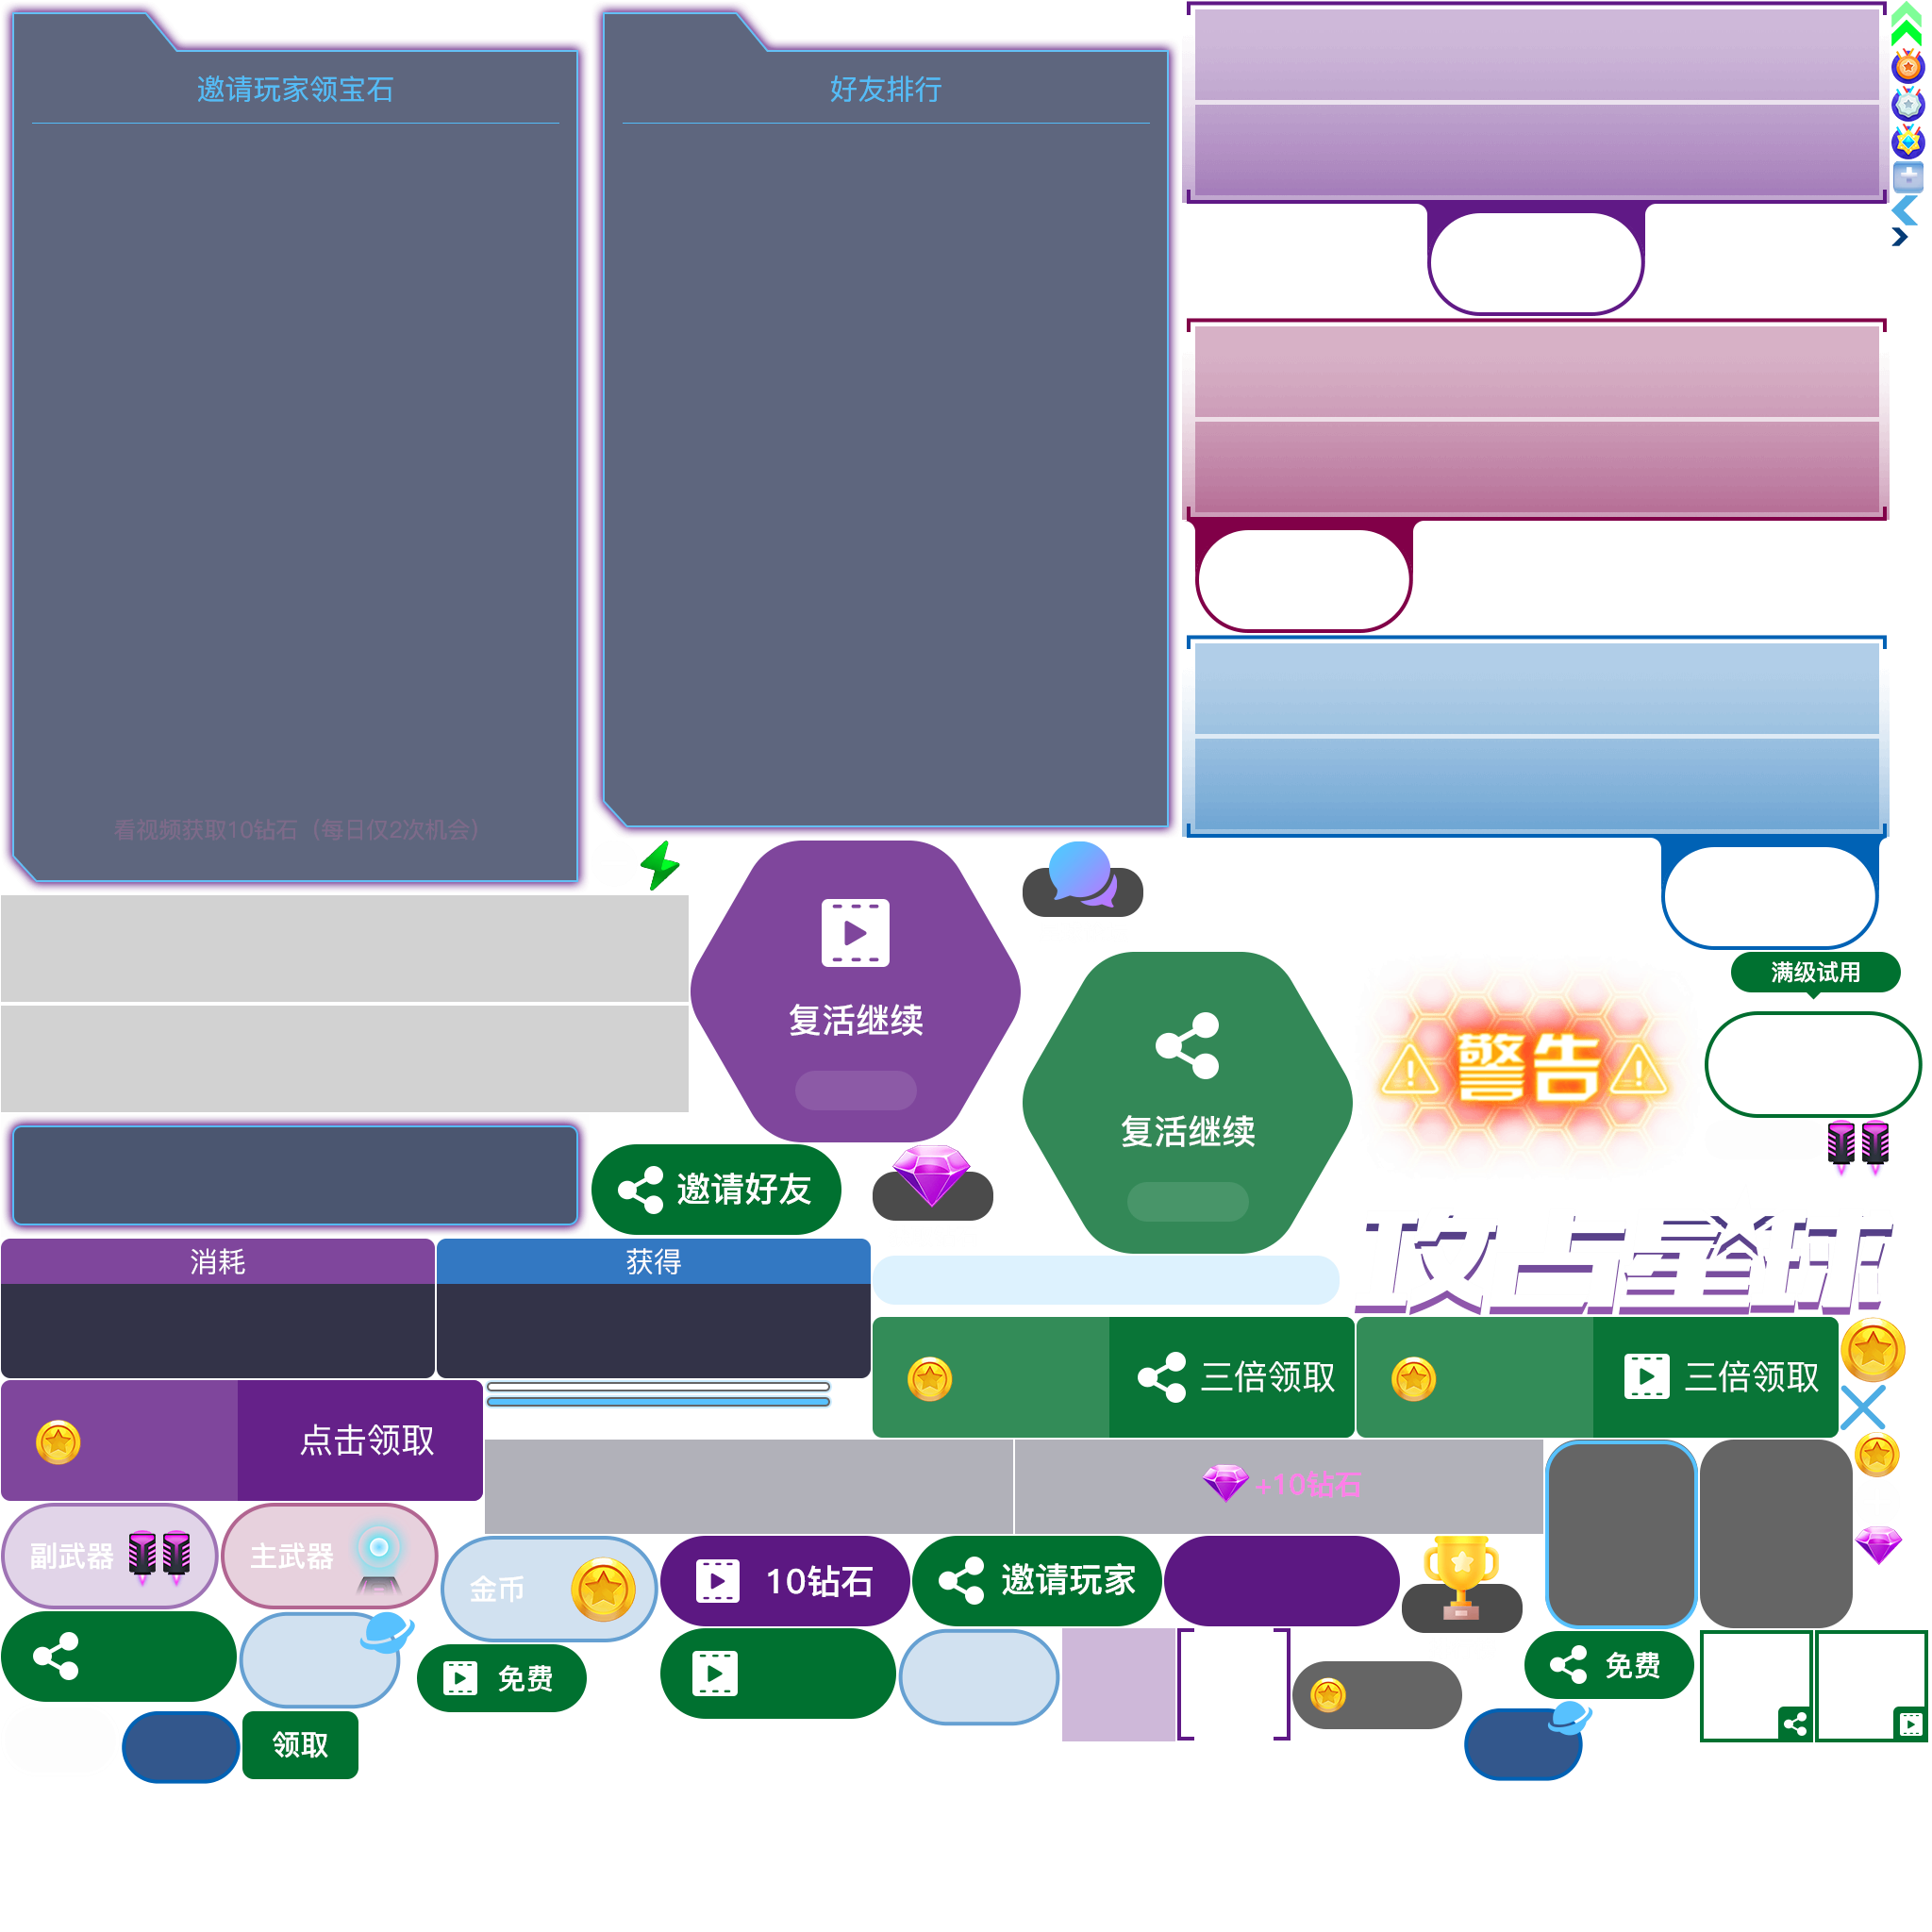 邀请玩家领宝石
好友排行
看视频获取10钻石（每日仅2次机会）
复活继续
满级试用
警告
复活继续
邀请好友
消耗
获得
三倍领取
三倍领取
点击领取
+10钻石
副武器
主武器
金币
10钻石
邀请玩家
免费
免费
领取